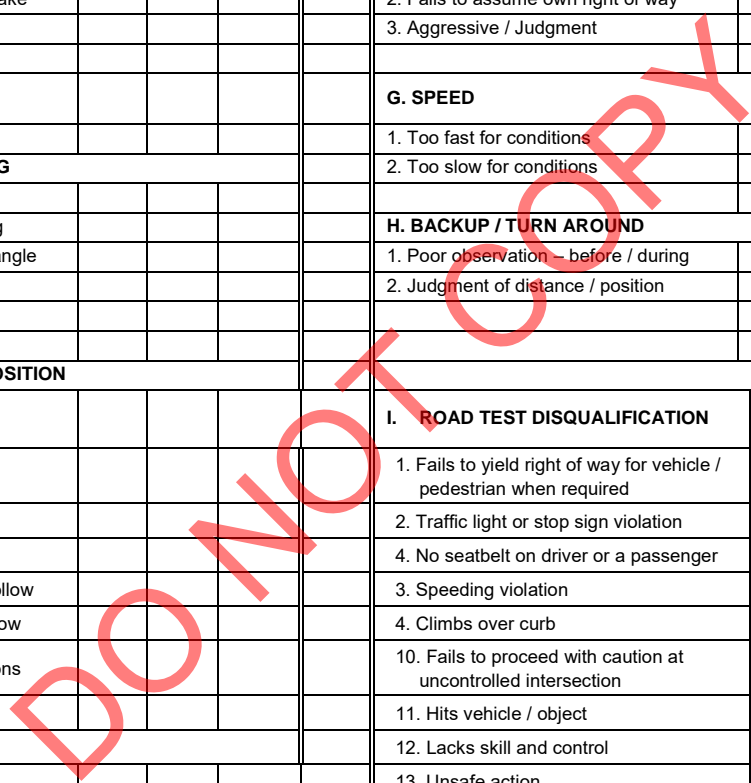 ake
G
g
angle
OSITION
ollow
ow
ons
2. Fails to assume own right of way
3. Aggressive / Judgment
G. SPEED
1. Too fast for conditions
2. Too slow for conditions
H. BACKUP / TURN AROUND
1. Poor observation – before / during
2. Judgment of distance / position
I. ROAD TEST DISQUALIFICATION
1. Fails to yield right of way for vehicle /
pedestrian when required
2. Traffic light or stop sign violation
4. No seatbelt on driver or a passenger
3. Speeding violation
4. Climbs over curb
10. Fails to proceed with caution at
uncontrolled intersection
11. Hits vehicle / object
12. Lacks skill and control
13. Unsafe action
DO NOT COPY